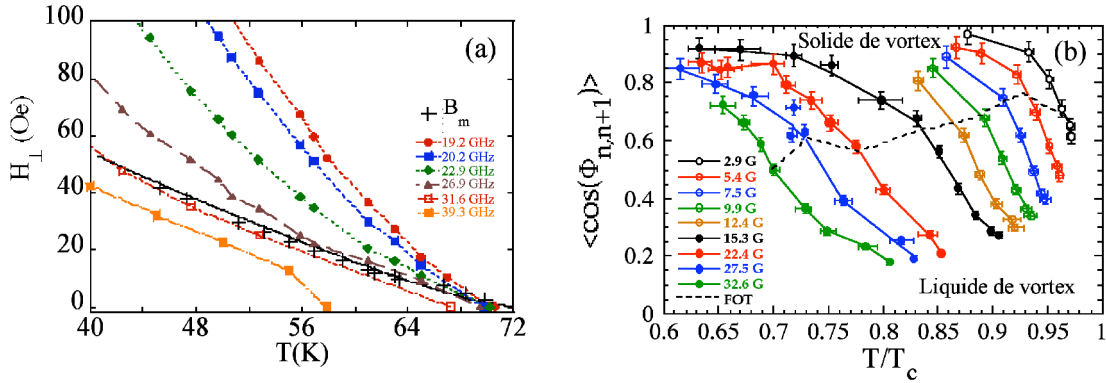 (a)
H⊥ (Oe)
100
80
60
40
20
0
B_m
19.2 GHz
20.2 GHz
22.9 GHz
26.9 GHz
31.6 GHz
39.3 GHz
40 48 56 64 72
T(K)
(b)
<cos(Φ_{n,n+1})>
1
0.8
0.6
0.4
0.2
0
Solide de vortex
2.9 G
5.4 G
7.5 G
9.9 G
12.4 G
15.3 G
22.4 G
27.5 G
32.6 G
FOT
Liquide de vortex
0.6 0.65 0.7 0.75 0.8 0.85 0.9 0.95 1
T/T_c